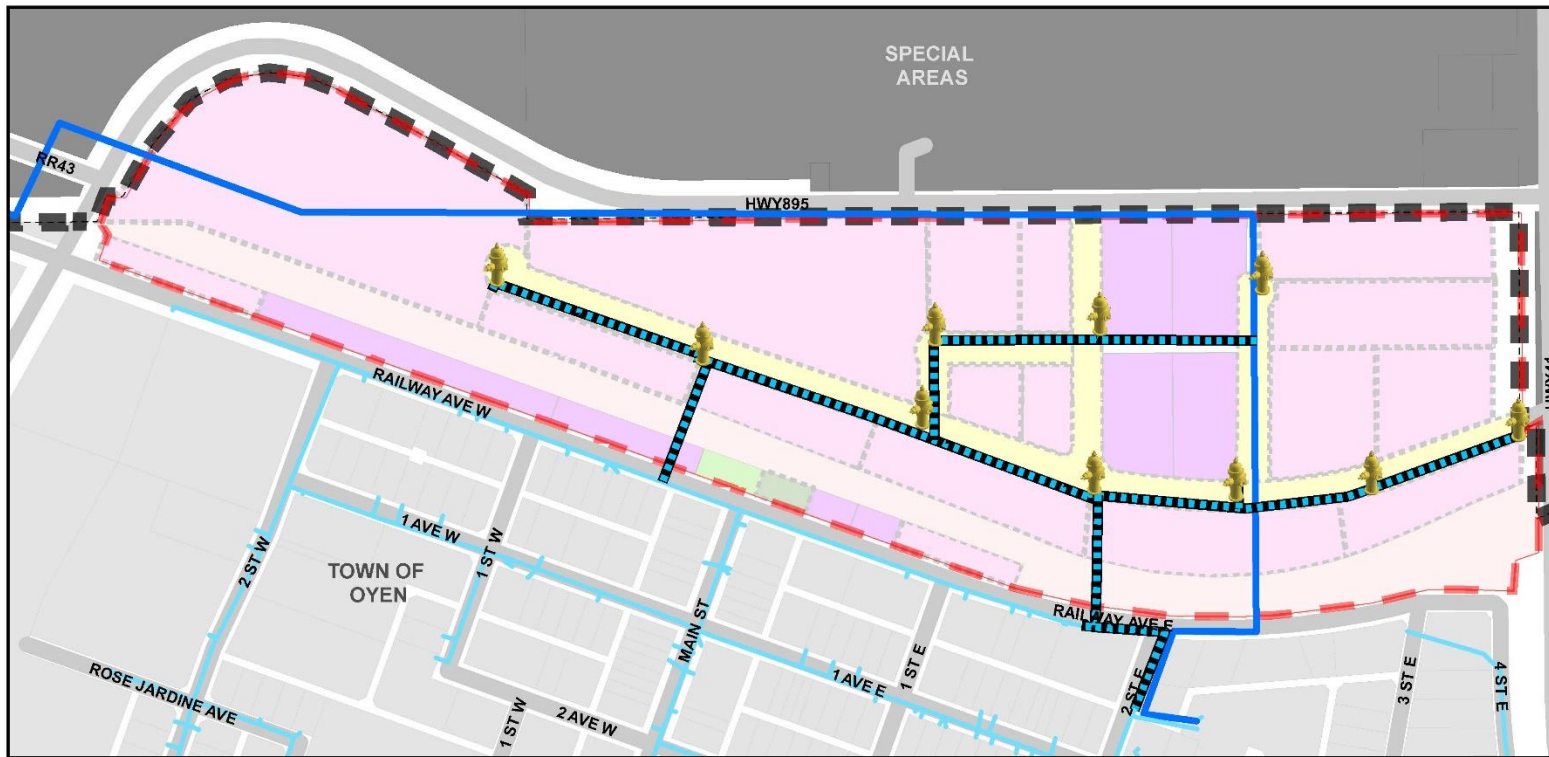 SPECIAL
AREAS
RR43
HWY895
RAILWAY AVE W
2 ST W
1 AVE W
1 ST W
TOWN OF
OYEN
MAIN ST
RAILWAY AVE E
1 ST E
1 AVE E
2 ST E
3 ST E
4 ST E
ROSE JARDINE AVE
1 ST W
2 AVE W